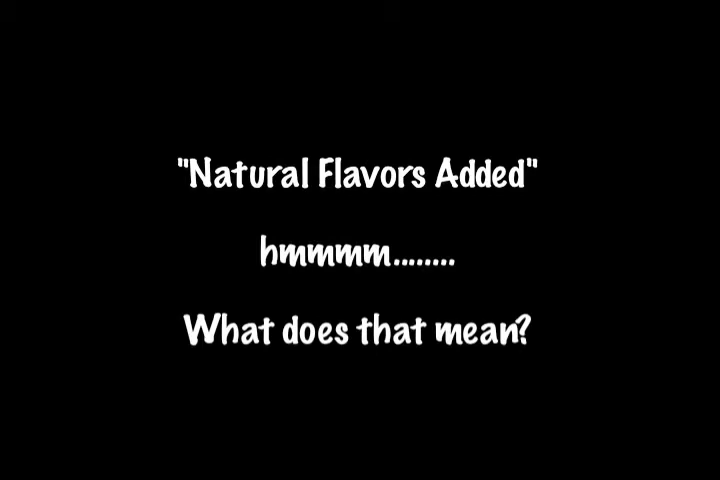 "Natural Flavors Added"
hmmmm........
What does that mean?